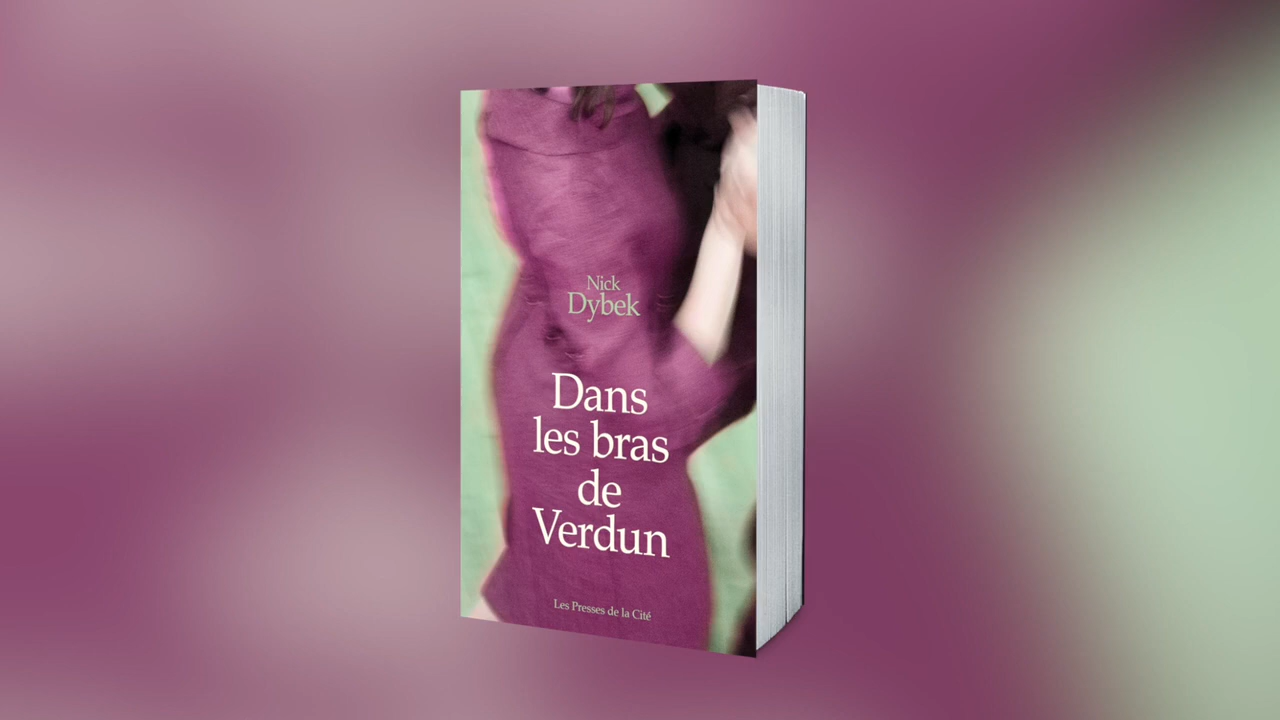 Nick
Dybek
Dans
les bras
de
Verdun
Les Presses de la Cité